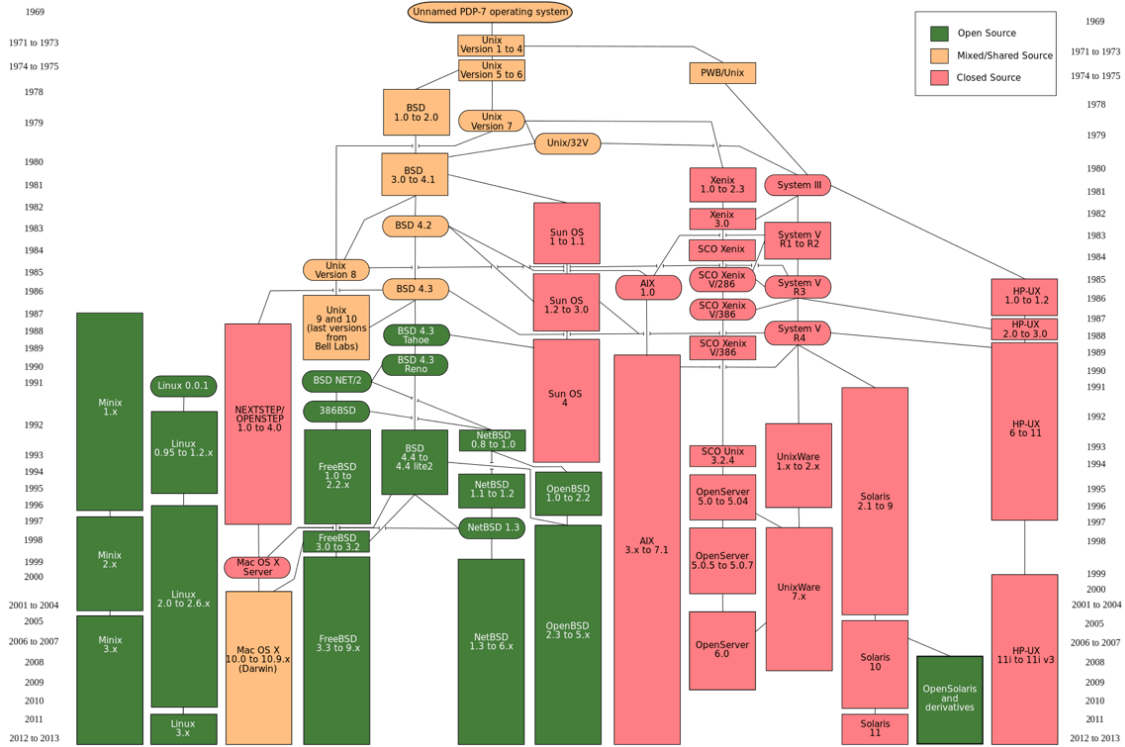 1969
1971 to 1973
1974 to 1975
1978
1979
1980
1981
1982
1983
1984
1985
1986
1987
1988
1989
1990
1991
1992
1993
1994
1995
1996
1997
1998
1999
2000
2001 to 2004
2005
2006 to 2007
2008
2009
2010
2011
2012 to 2013
Unnamed PDP-7 operating system
Unix
Version 1 to 4
Unix
Version 5 to 6
PWB/Unix
BSD
1.0 to 2.0
Unix
Version 7
Unix/32V
BSD
3.0 to 4.1
Xenix
1.0 to 2.3
System III
Xenix
3.0
Sun OS
1 to 1.1
BSD 4.2
System V
R1 to R2
SCO Xenix
Unix
Version 8
SCO Xenix
V/286
AIX
1.0
System V
R3
BSD 4.3
Sun OS
1.2 to 3.0
HP-UX
1.0 to 1.2
Unix
9 and 10
(last versions
from
Bell Labs)
SCO Xenix
V/386
BSD 4.3
Tahoe
System V
R4
HP-UX
2.0 to 3.0
SCO Xenix
V/386
BSD 4.3
Reno
BSD NET/2
Linux 0.0.1
Minix
1.x
NEXTSTEP/
OPENSTEP
1.0 to 4.0
386BSD
Sun OS
4
HP-UX
6 to 11
Linux
0.95 to 1.2.x
NetBSD
0.8 to 1.0
BSD
4.4 to
4.4 lite2
SCO Unix
3.2.4
UnixWare
1.x to 2.x
FreeBSD
1.0 to
2.2.x
NetBSD
1.1 to 1.2
OpenBSD
1.0 to 2.2
OpenServer
5.0 to 5.04
Solaris
2.1 to 9
NetBSD 1.3
FreeBSD
3.0 to 3.2
AIX
3.x to 7.1
Minix
2.x
Mac OS X
Server
OpenServer
5.0.5 to 5.0.7
Linux
2.0 to 2.6.x
UnixWare
7.x
OpenBSD
2.3 to 5.x
Minix
3.x
FreeBSD
3.3 to 9.x
NetBSD
1.3 to 6.x
Mac OS X
10.0 to 10.9.x
(Darwin)
OpenServer
6.0
Solaris
10
HP-UX
11i to 11i v3
OpenSolaris
and
derivatives
Linux
3.x
Solaris
11
Open Source
Mixed/Shared Source
Closed Source
1969
1971 to 1973
1974 to 1975
1978
1979
1980
1981
1982
1983
1984
1985
1986
1987
1988
1989
1990
1991
1992
1993
1994
1995
1996
1997
1998
1999
2000
2001 to 2004
2005
2006 to 2007
2008
2009
2010
2011
2012 to 2013